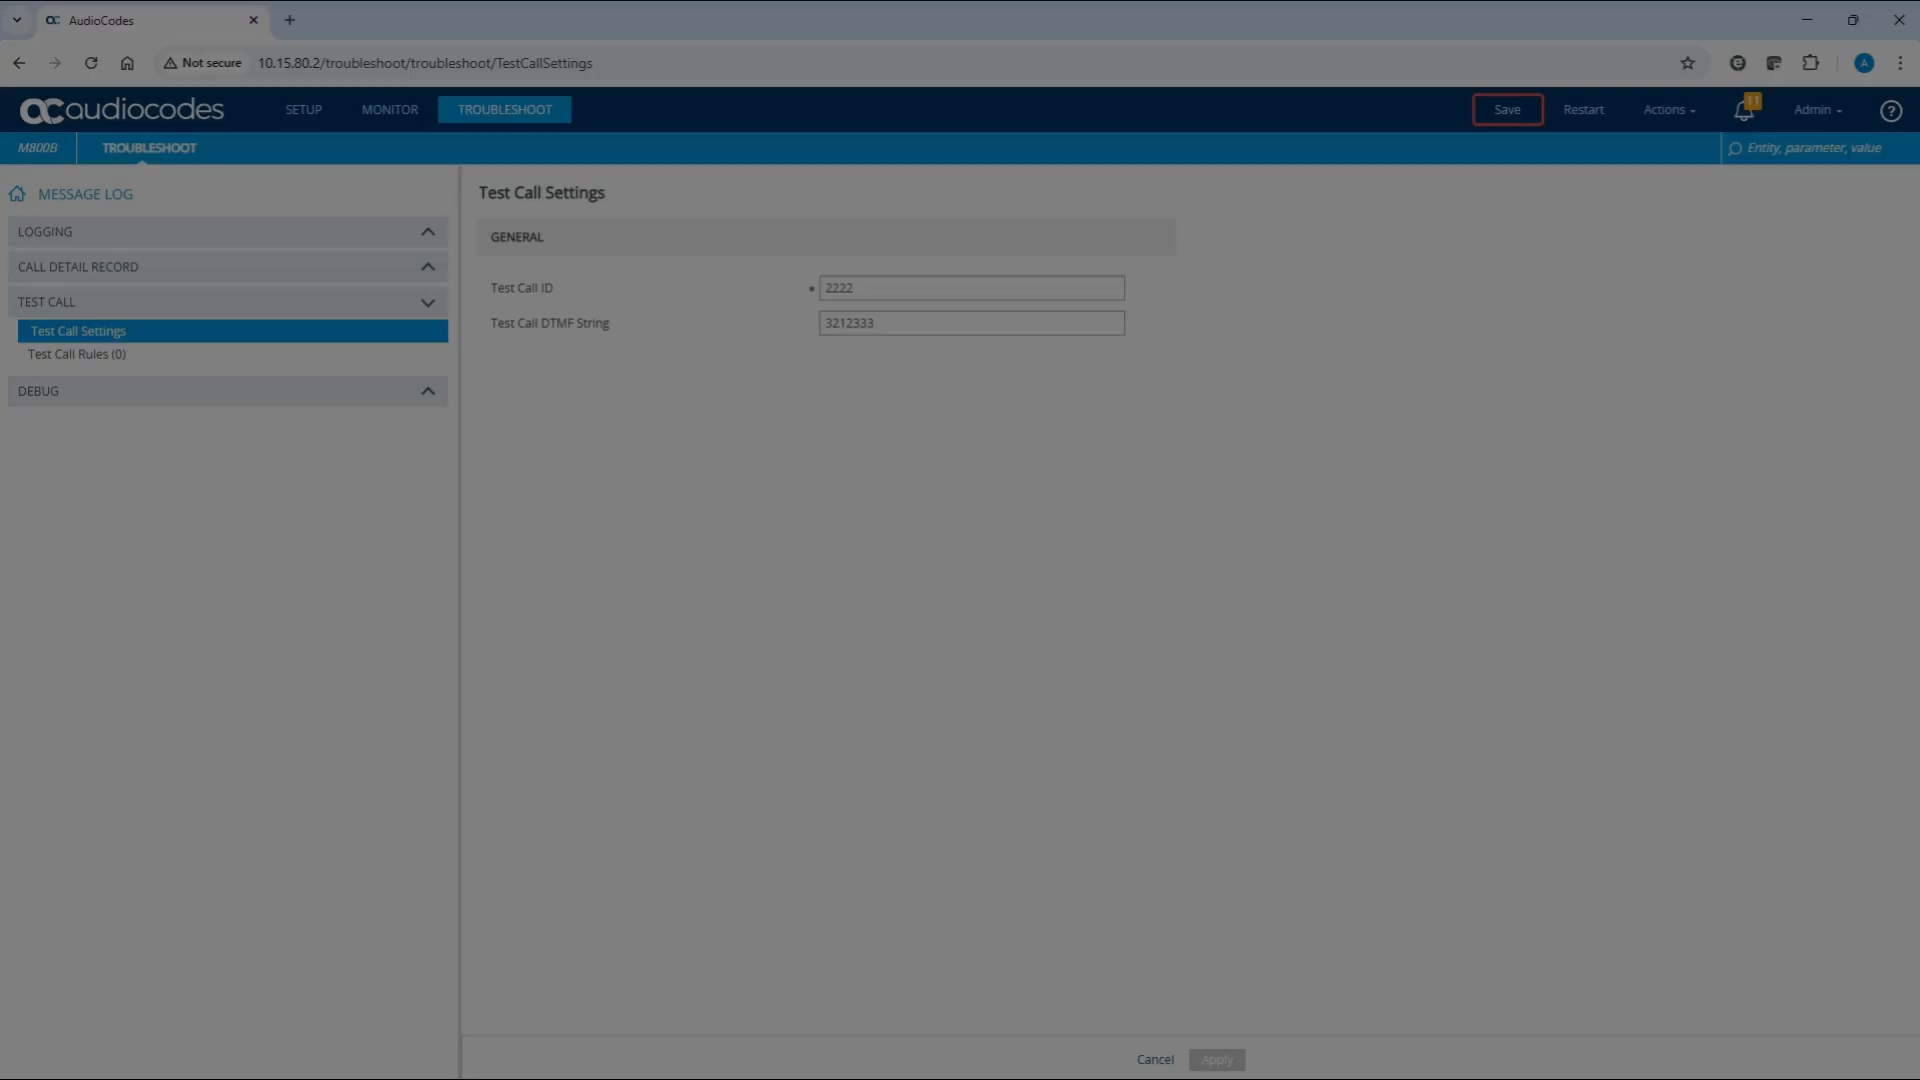 AudioCodes
Not secure 10.15.80.2/troubleshoot/troubleshoot/TestCallSettings
A
audiocodes SETUP MONITOR TROUBLESHOOT Save Restart Actions 11 Admin ?
M800B TROUBLESHOOT Entity, parameter, value
MESSAGE LOG
LOGGING
CALL DETAIL RECORD
TEST CALL
Test Call Settings
Test Call Rules (0)
DEBUG
Test Call Settings
GENERAL
Test Call ID 2222
Test Call DTMF String 3212333
Cancel Apply